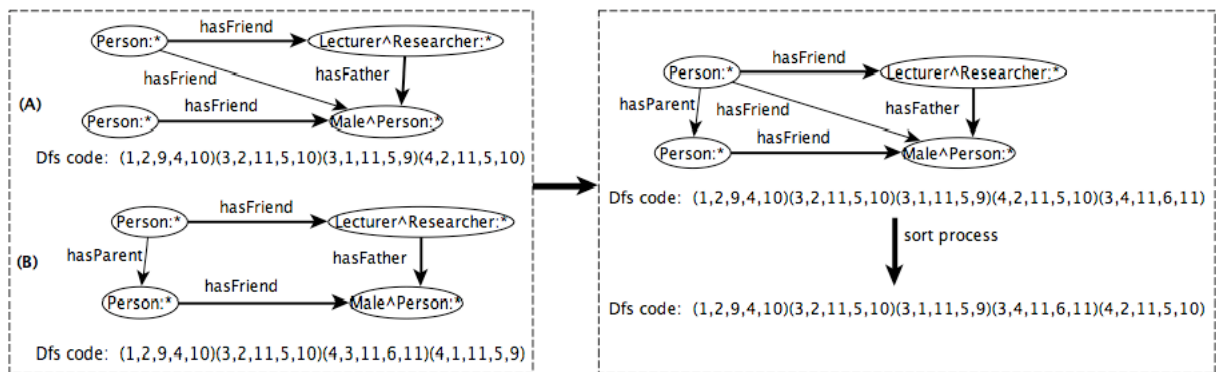 hasFriend
Person:*
Lecturer^Researcher:*
hasFriend
hasFather
(A)
hasFriend
Person:*
Male^Person:*
Dfs code: (1,2,9,4,10)(3,2,11,5,10)(3,1,11,5,9)(4,2,11,5,10)
hasFriend
Person:*
Lecturer^Researcher:*
hasParent
hasFather
(B)
hasFriend
Person:*
Male^Person:*
Dfs code: (1,2,9,4,10)(3,2,11,5,10)(4,3,11,6,11)(4,1,11,5,9)
hasFriend
Person:*
Lecturer^Researcher:*
hasParent
hasFriend
hasFather
hasFriend
Person:*
Male^Person:*
Dfs code: (1,2,9,4,10)(3,2,11,5,10)(3,1,11,5,9)(4,2,11,5,10)(3,4,11,6,11)
sort process
Dfs code: (1,2,9,4,10)(3,2,11,5,10)(3,1,11,5,9)(3,4,11,6,11)(4,2,11,5,10)